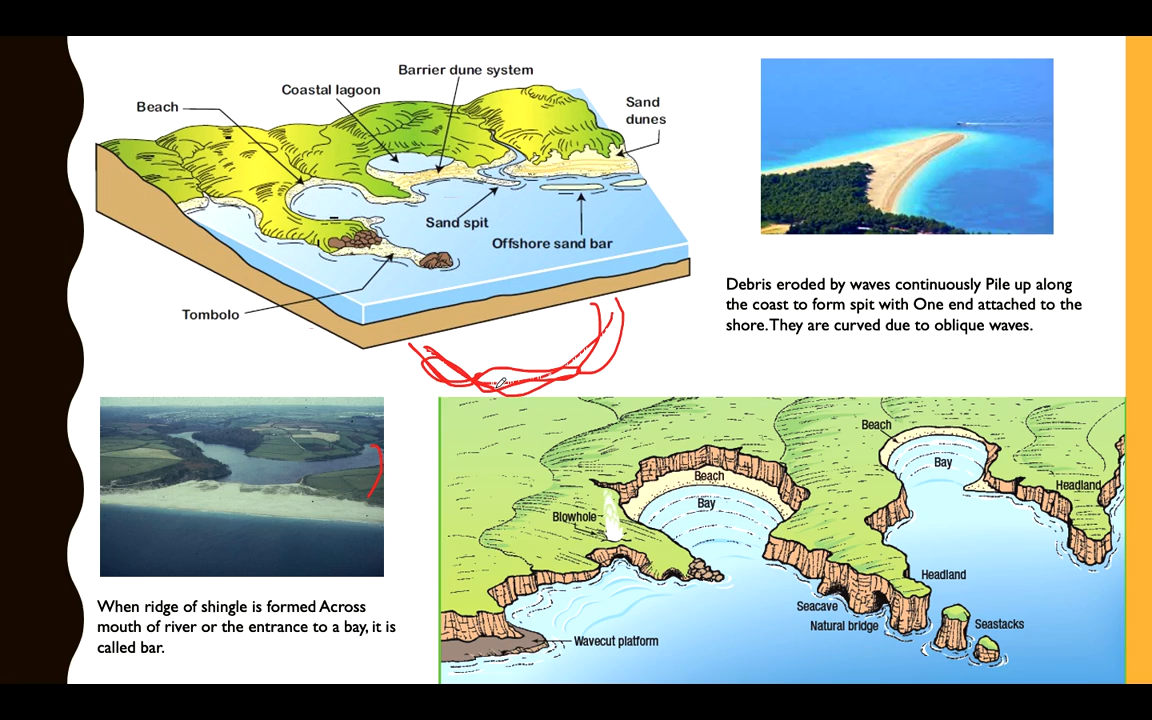 Barrier dune system
Coastal lagoon
Beach
Sand
dunes
Sand spit
Offshore sand bar
Tombolo
Debris eroded by waves continuously Pile up along
the coast to form spit with One end attached to the
shore. They are curved due to oblique waves.
When ridge of shingle is formed Across
mouth of river or the entrance to a bay, it is
called bar.
Beach
Bay
Headland
Beach
Bay
Blowhole
Headland
Seacave
Natural bridge
Seastacks
Wavecut platform